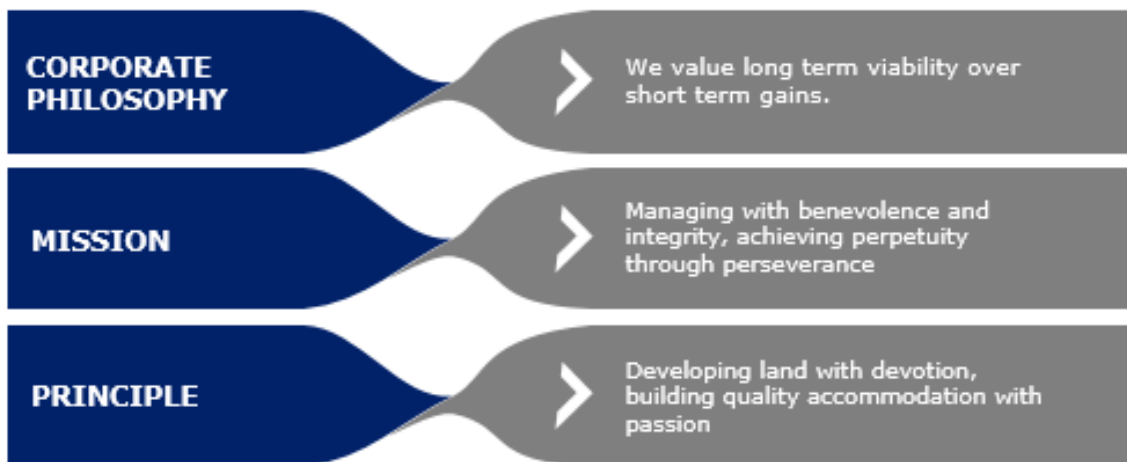 CORPORATE
PHILOSOPHY
We value long term viability over
short term gains.
MISSION
Managing with benevolence and
integrity, achieving perpetuity
through perseverance
PRINCIPLE
Developing land with devotion,
building quality accommodation with
passion